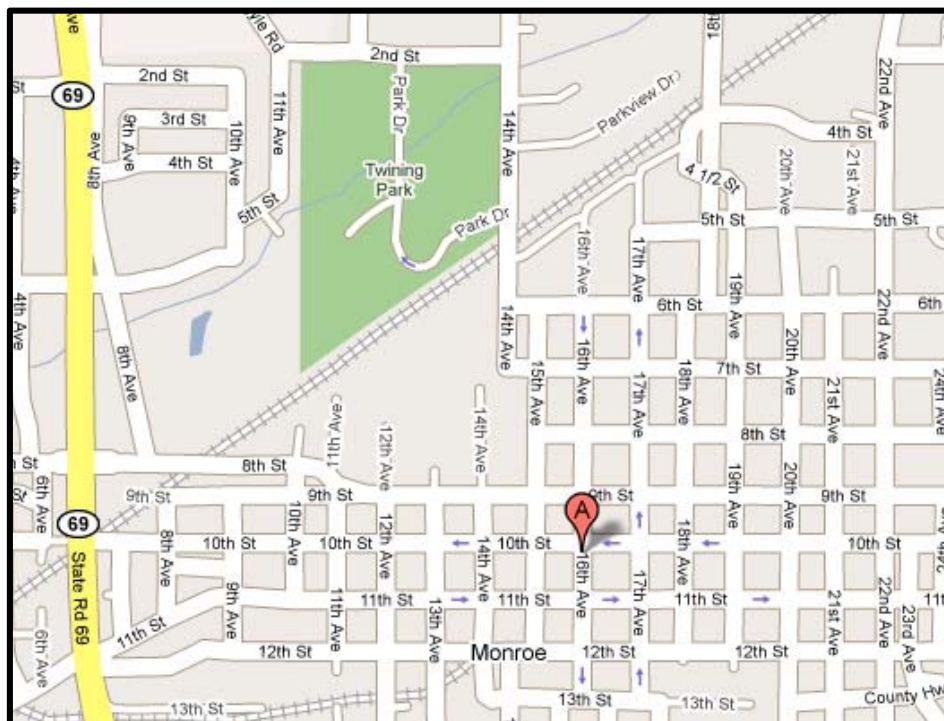 Ave
yle Rd
2nd St
18t
22nd Ave
St
2nd St
69
Park Dr
Parkview Dr
11th Ave
14th Ave
3rd St
9th Ave
10th Ave
8th Ave
4th St
4th St
20th Ave
21st Ave
Twining
Park
4 1/2 St
5th St
Park Dr
5th St
5th St
4th Ave
16th Ave
17th Ave
19th Ave
22nd Ave
6th St
6th
14th Ave
8th Ave
16th Ave
20th Ave
15th Ave
17th Ave
18th Ave
7th St
21st Ave
24th Ave
11th Ave
12th Ave
14th Ave
8th St
h St
8th St
6th Ave
9th St
9th St
9th St
19th Ave
20th Ave
9th St
A
69
10th Ave
10th St
10th St
10th St
10th St
8th Ave
12th Ave
14th Ave
18th Ave
16th Ave
17th Ave
State Rd 69
9th Ave
11th Ave
13th Ave
11th St
11th St
11th St
11t
21st Ave
22nd Ave
23rd Ave
11th St
6th Ave
12th St
Monroe
12th St
12th St
13th St
13th St
County Hwy